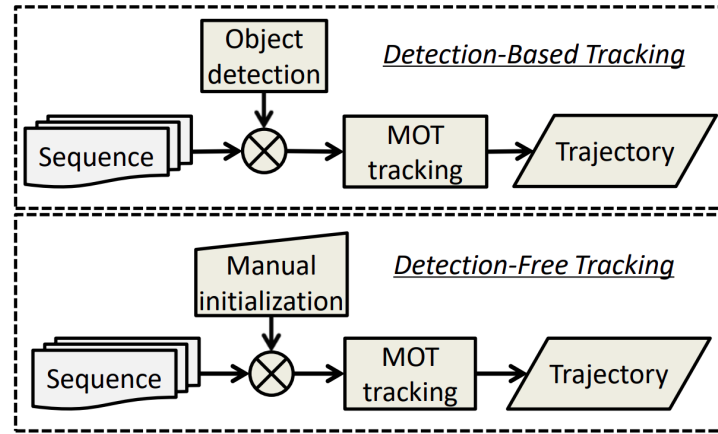 Object
detection
Detection-Based Tracking
Sequence
MOT
tracking
Trajectory
Manual
initialization
Detection-Free Tracking
Sequence
MOT
tracking
Trajectory